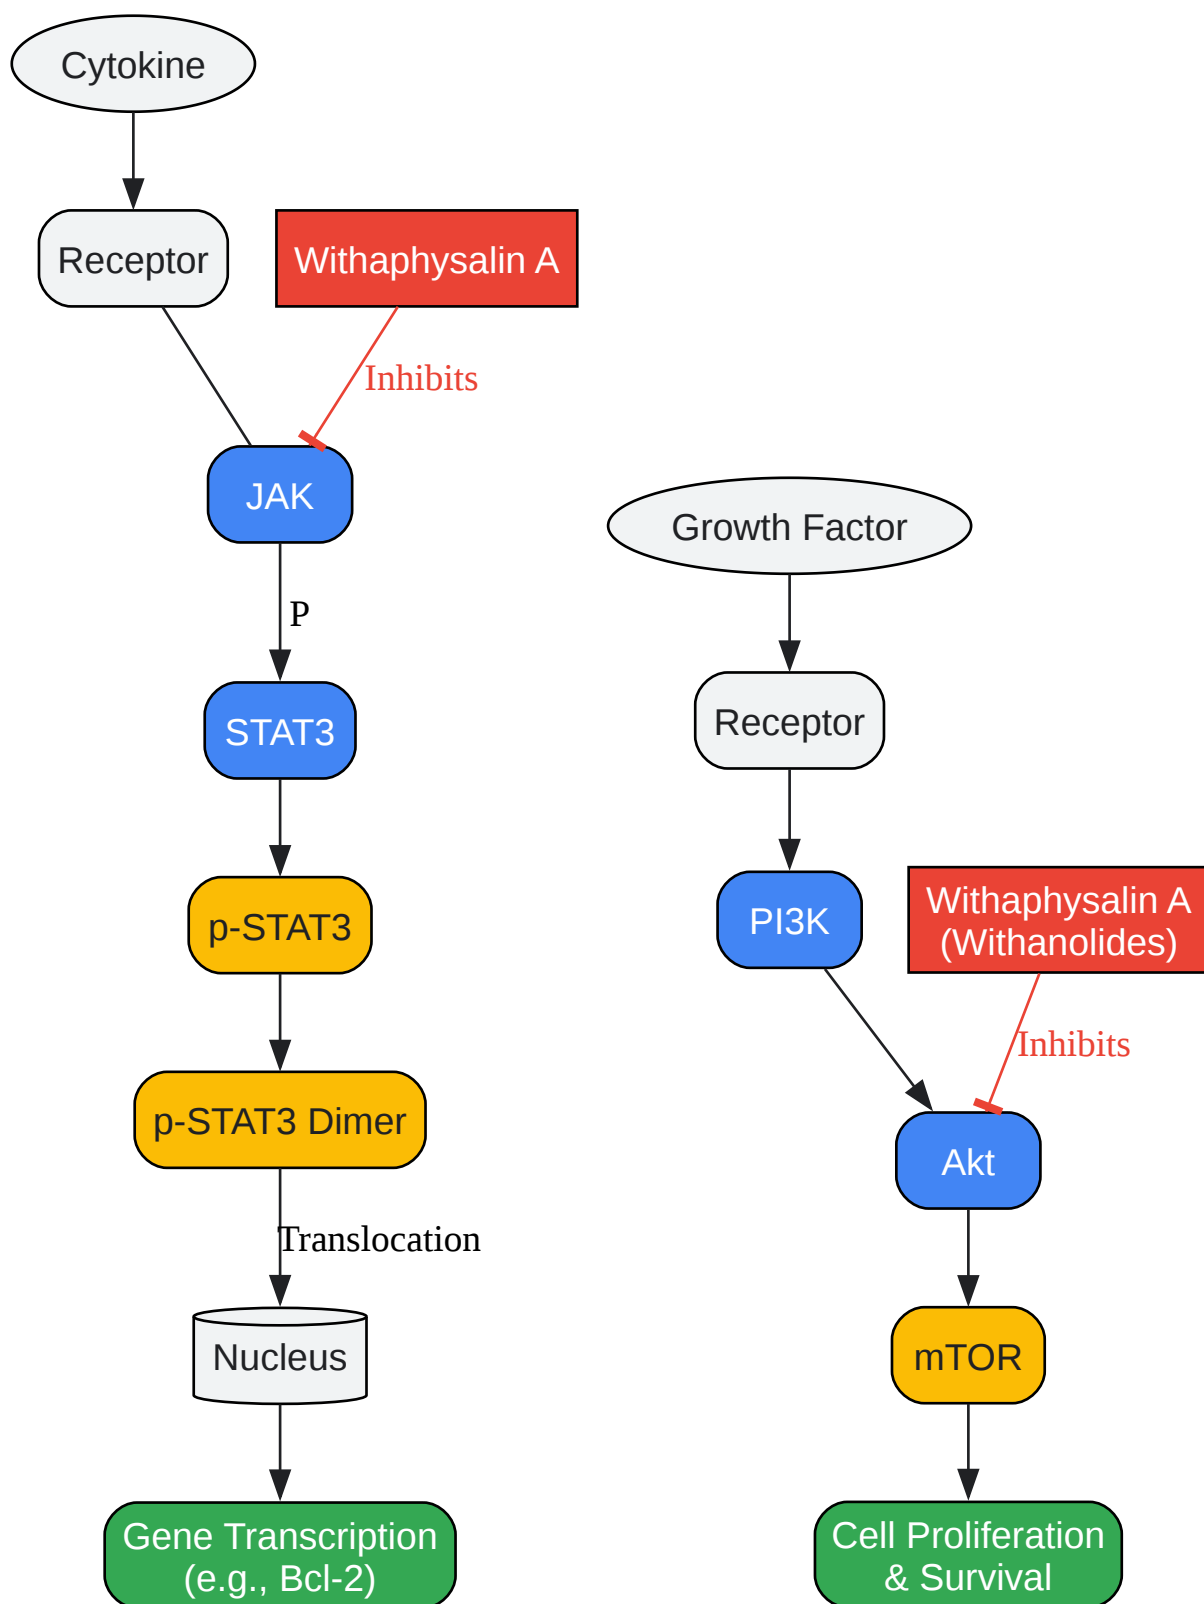 Cytokine
Receptor
Withaphysalin A
Inhibits
JAK
P
STAT3
p-STAT3
p-STAT3 Dimer
Translocation
Nucleus
Gene Transcription
(e.g., Bcl-2)
Growth Factor
Receptor
PI3K
Withaphysalin A
(Withanolides)
Inhibits
Akt
mTOR
Cell Proliferation
& Survival